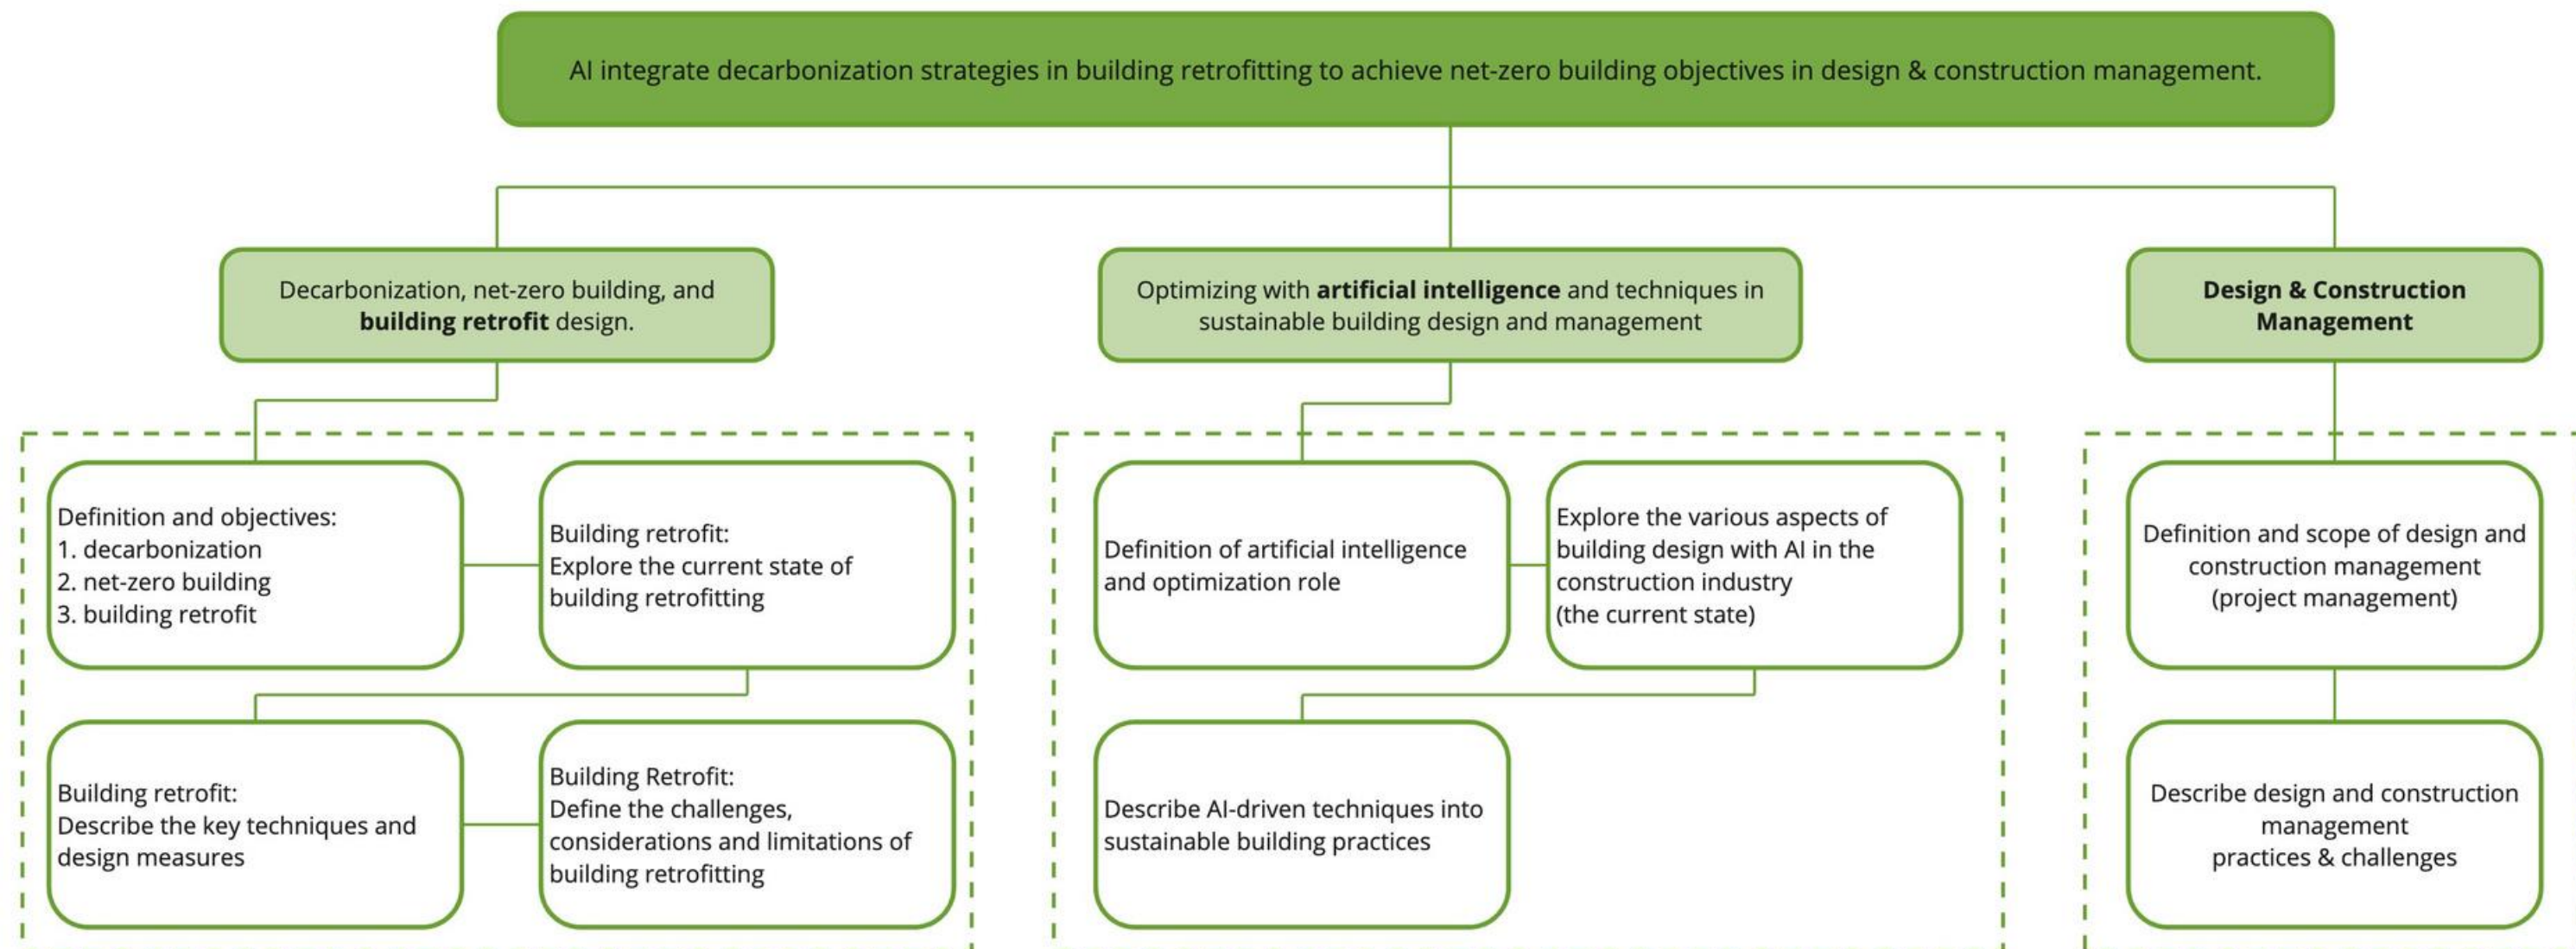 AI integrate decarbonization strategies in building retrofitting to achieve net-zero building objectives in design & construction management.
Decarbonization, net-zero building, and
building retrofit design.
Optimizing with artificial intelligence and techniques in
sustainable building design and management
Design & Construction
Management
Definition and objectives:
1. decarbonization
2. net-zero building
3. building retrofit
Building retrofit:
Explore the current state of
building retrofitting
Building retrofit:
Describe the key techniques and
design measures
Building Retrofit:
Define the challenges,
considerations and limitations of
building retrofitting
Definition of artificial intelligence
and optimization role
Explore the various aspects of
building design with AI in the
construction industry
(the current state)
Describe AI-driven techniques into
sustainable building practices
Definition and scope of design and
construction management
(project management)
Describe design and construction
management
practices & challenges